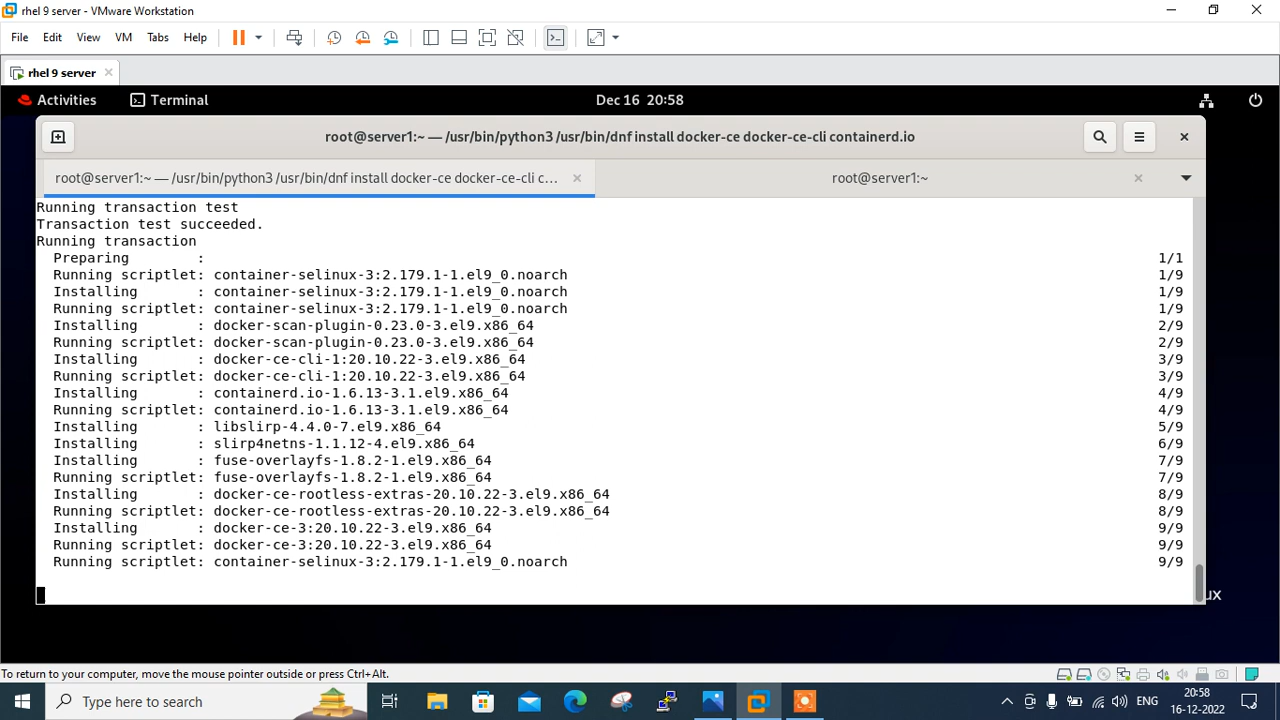 rhel 9 server - VMware Workstation
File Edit View VM Tabs Help
rhel 9 server
Activities Terminal Dec 16 20:58
root@server1:~ — /usr/bin/python3 /usr/bin/dnf install docker-ce docker-ce-cli containerd.io
root@server1:~ — /usr/bin/python3 /usr/bin/dnf install docker-ce docker-ce-cli c... root@server1:~
Running transaction test
Transaction test succeeded.
Running transaction
  Preparing        : 1/1
  Running scriptlet: container-selinux-3:2.179.1-1.el9_0.noarch 1/9
  Installing       : container-selinux-3:2.179.1-1.el9_0.noarch 1/9
  Running scriptlet: container-selinux-3:2.179.1-1.el9_0.noarch 1/9
  Installing       : docker-scan-plugin-0.23.0-3.el9.x86_64 2/9
  Running scriptlet: docker-scan-plugin-0.23.0-3.el9.x86_64 2/9
  Installing       : docker-ce-cli-1:20.10.22-3.el9.x86_64 3/9
  Running scriptlet: docker-ce-cli-1:20.10.22-3.el9.x86_64 3/9
  Installing       : containerd.io-1.6.13-3.1.el9.x86_64 4/9
  Running scriptlet: containerd.io-1.6.13-3.1.el9.x86_64 4/9
  Installing       : libslirp-4.4.0-7.el9.x86_64 5/9
  Installing       : slirp4netns-1.1.12-4.el9.x86_64 6/9
  Installing       : fuse-overlayfs-1.8.2-1.el9.x86_64 7/9
  Running scriptlet: fuse-overlayfs-1.8.2-1.el9.x86_64 7/9
  Installing       : docker-ce-rootless-extras-20.10.22-3.el9.x86_64 8/9
  Running scriptlet: docker-ce-rootless-extras-20.10.22-3.el9.x86_64 8/9
  Installing       : docker-ce-3:20.10.22-3.el9.x86_64 9/9
  Running scriptlet: docker-ce-3:20.10.22-3.el9.x86_64 9/9
  Running scriptlet: container-selinux-3:2.179.1-1.el9_0.noarch 9/9
ux
To return to your computer, move the mouse pointer outside or press Ctrl+Alt.
Type here to search
ENG
20:58
16-12-2022